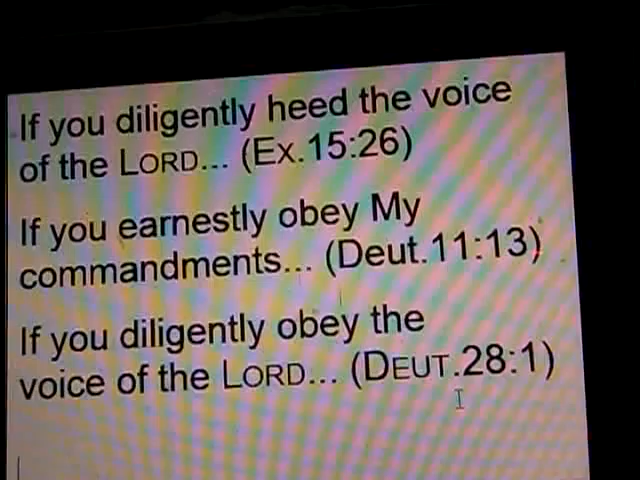 If you diligently heed the voice
of the LORD... (Ex.15:26)
If you earnestly obey My
commandments... (Deut.11:13)
If you diligently obey the
voice of the LORD... (DEUT.28:1)